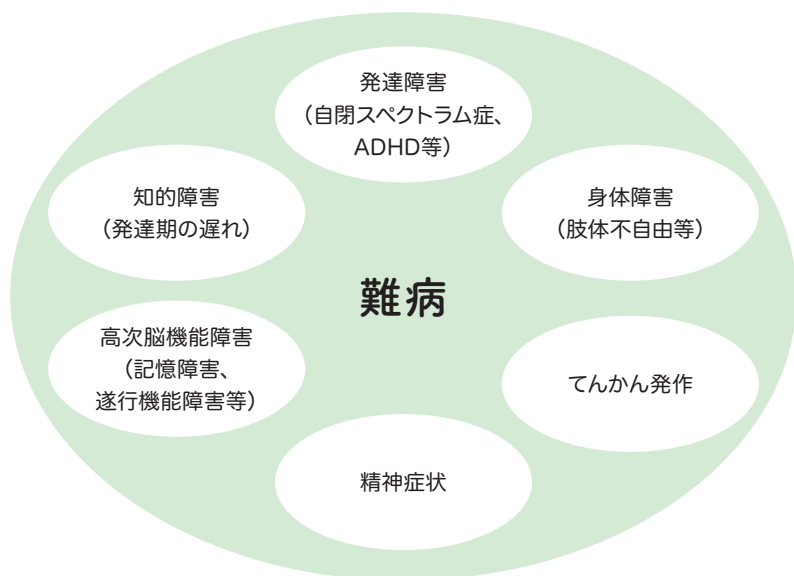 発達障害
（自閉スペクトラム症、
ADHD等）
知的障害
（発達期の遅れ）
身体障害
（肢体不自由等）
難病
高次脳機能障害
（記憶障害、
遂行機能障害等）
てんかん発作
精神症状